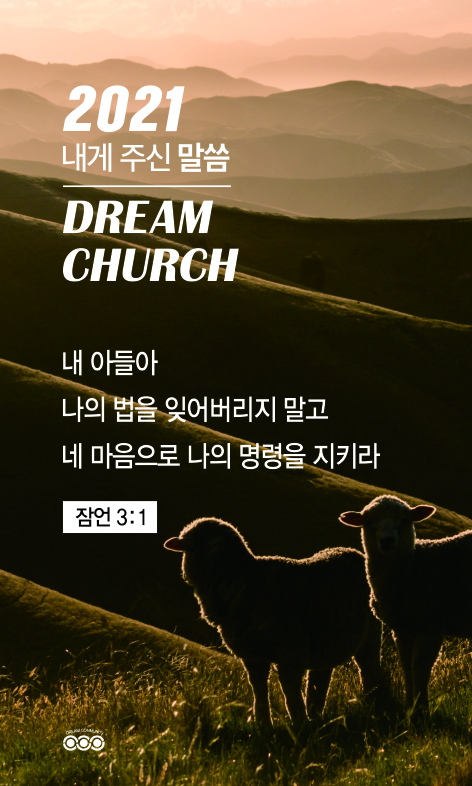 2021
내게 주신 말씀
DREAM
CHURCH
내 아들아
나의 법을 잊어버리지 말고
네 마음으로 나의 명령을 지키라
잠언 3:1
DREAM COMMUNITY